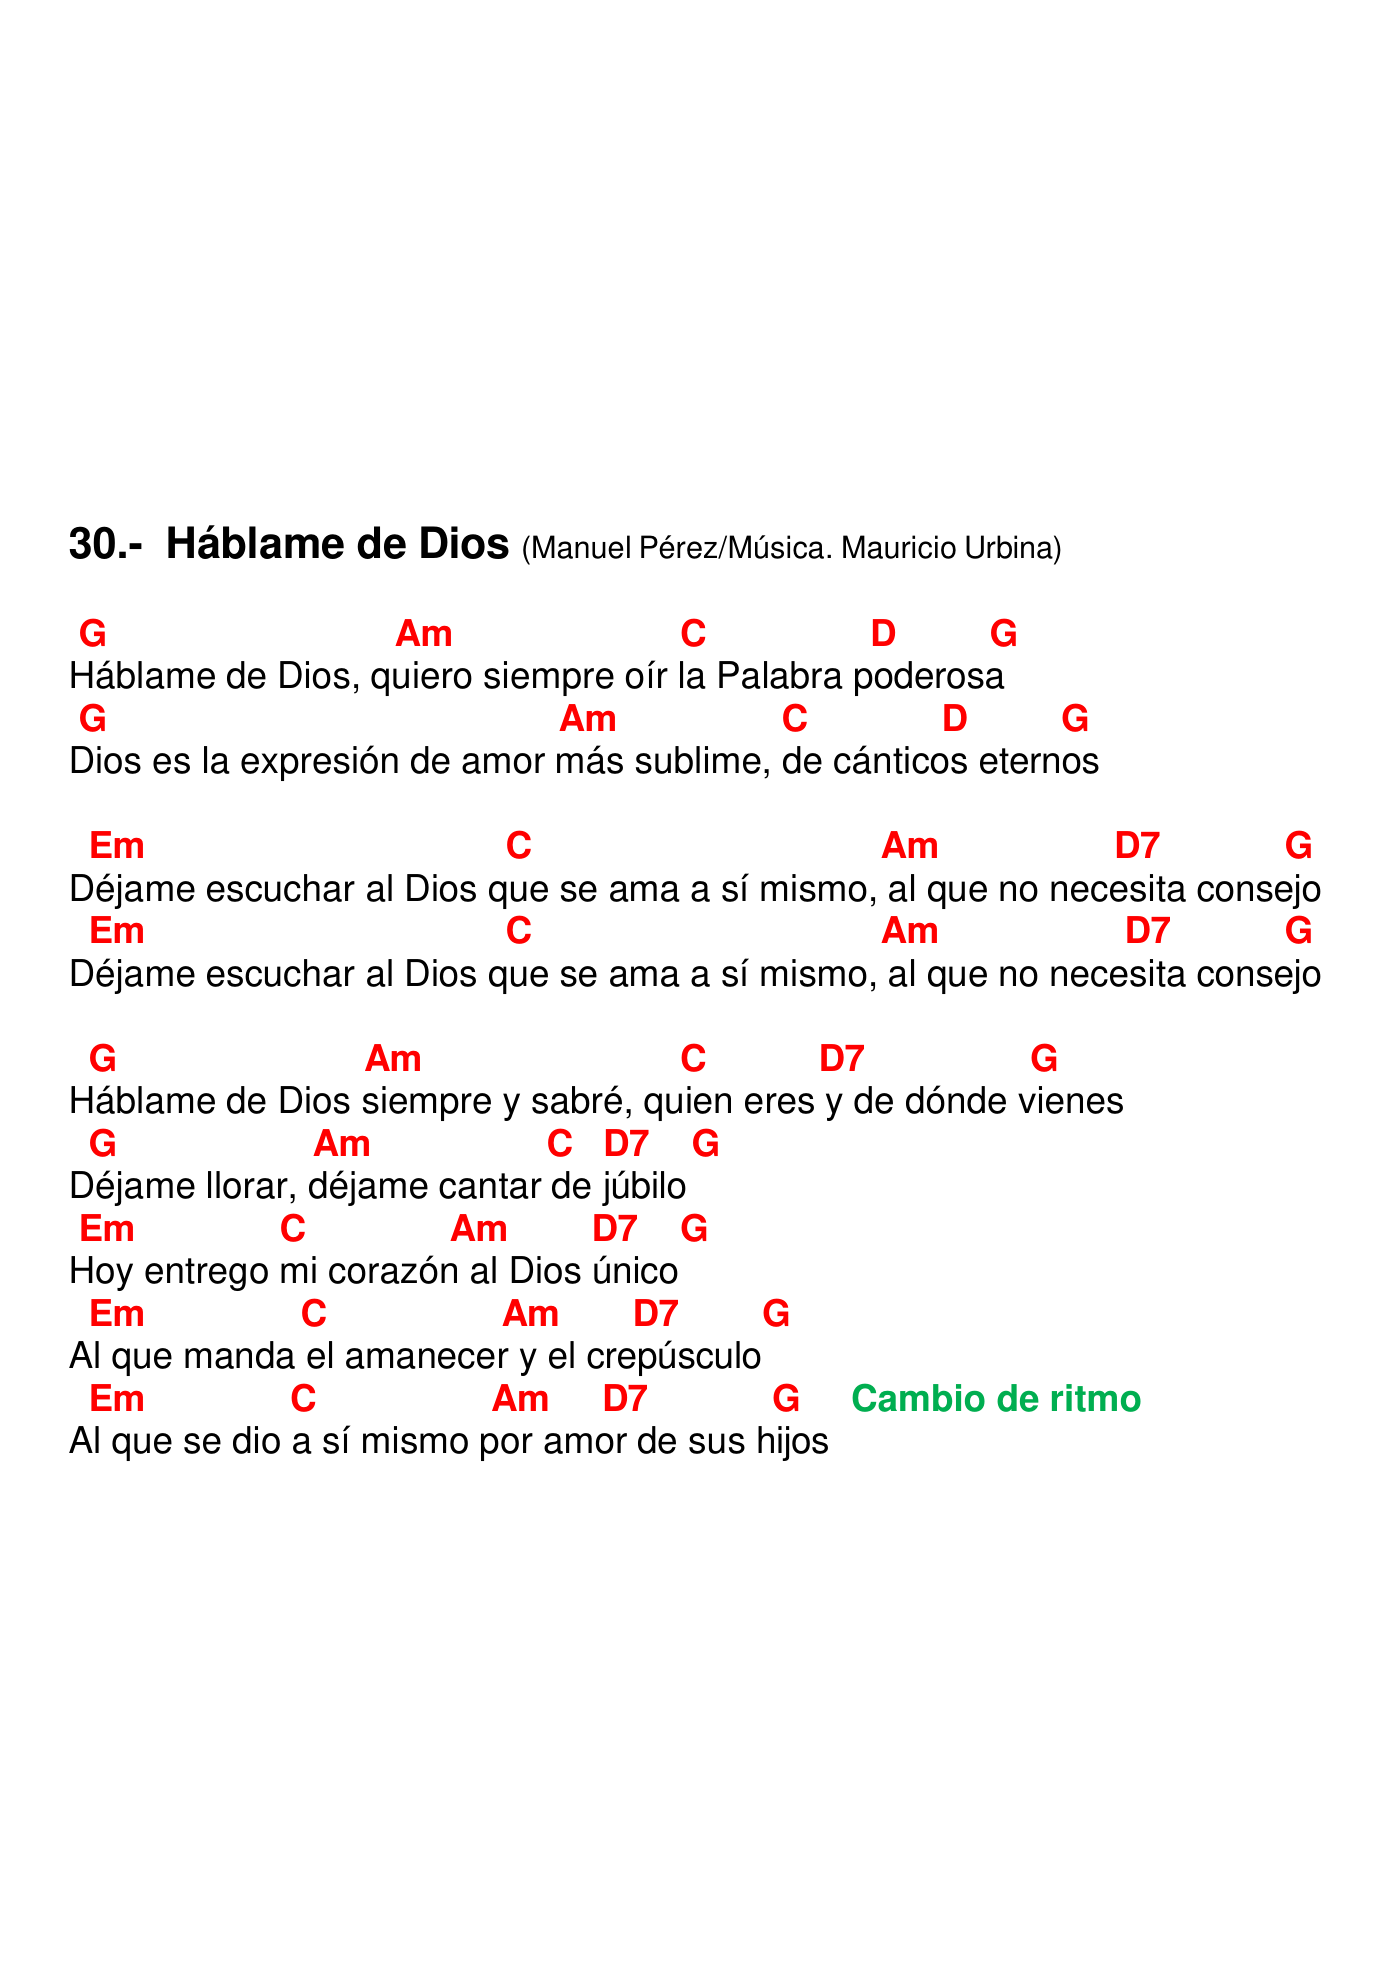 30.- Háblame de Dios (Manuel Pérez/Música. Mauricio Urbina)
G Am C D G
Háblame de Dios, quiero siempre oír la Palabra poderosa
G Am C D G
Dios es la expresión de amor más sublime, de cánticos eternos
Em C Am D7 G
Déjame escuchar al Dios que se ama a sí mismo, al que no necesita consejo
Em C Am D7 G
Déjame escuchar al Dios que se ama a sí mismo, al que no necesita consejo
G Am C D7 G
Háblame de Dios siempre y sabré, quien eres y de dónde vienes
G Am C D7 G
Déjame llorar, déjame cantar de júbilo
Em C Am D7 G
Hoy entrego mi corazón al Dios único
Em C Am D7 G
Al que manda el amanecer y el crepúsculo
Em C Am D7 G Cambio de ritmo
Al que se dio a sí mismo por amor de sus hijos